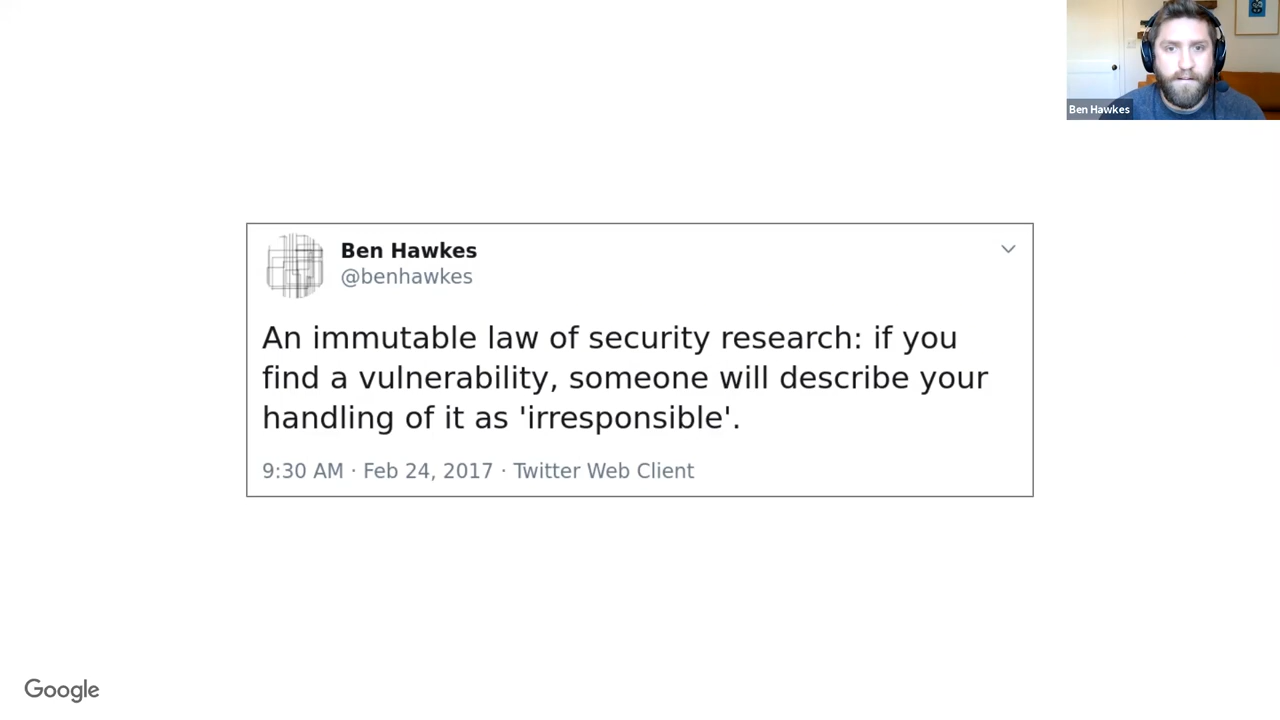 Ben Hawkes
Ben Hawkes
@benhawkes
An immutable law of security research: if you
find a vulnerability, someone will describe your
handling of it as 'irresponsible'.
9:30 AM · Feb 24, 2017 · Twitter Web Client
Google